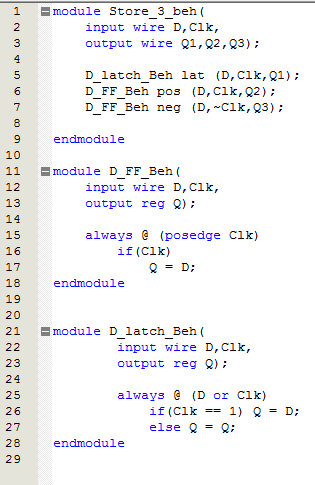 1 module Store_3_beh(
2 input wire D,Clk,
3 output wire Q1,Q2,Q3);
4
5 D_latch_Beh lat (D,Clk,Q1);
6 D_FF_Beh pos (D,Clk,Q2);
7 D_FF_Beh neg (D,~Clk,Q3);
8
9 endmodule
10
11 module D_FF_Beh(
12 input wire D,Clk,
13 output reg Q);
14
15 always @ (posedge Clk)
16 if(Clk)
17 Q = D;
18 endmodule
19
20
21 module D_latch_Beh(
22 input wire D,Clk,
23 output reg Q);
24
25 always @ (D or Clk)
26 if(Clk == 1) Q = D;
27 else Q = Q;
28 endmodule
29